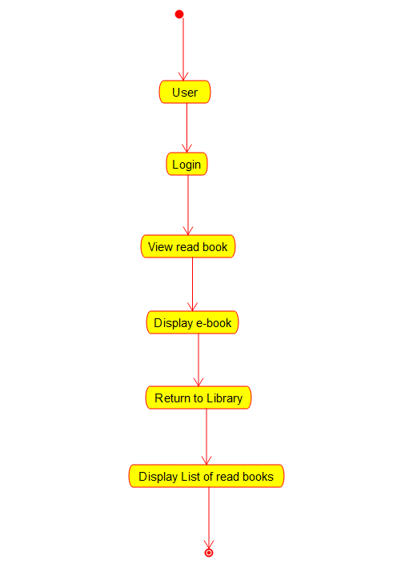 User
Login
View read book
Display e-book
Return to Library
Display List of read books